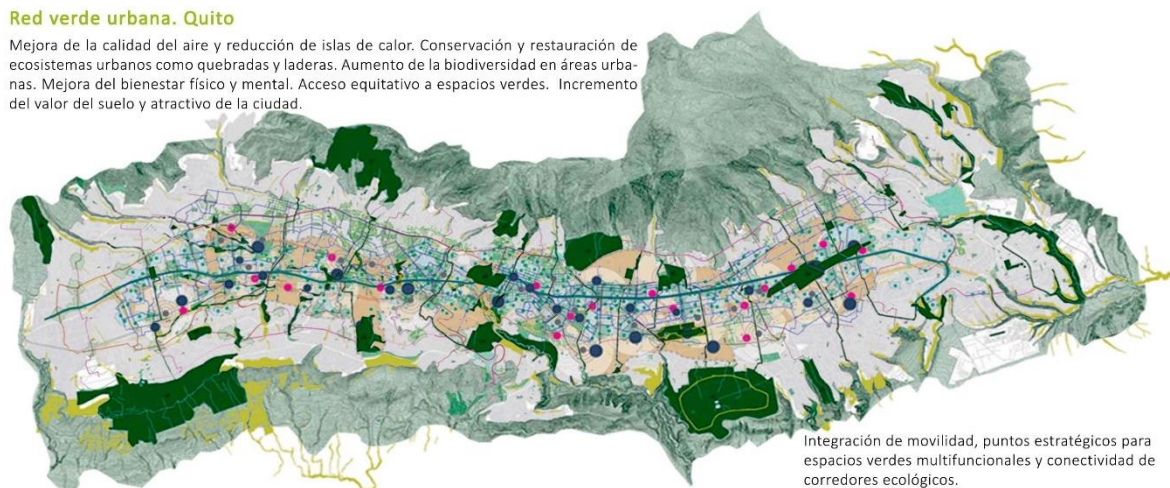 Red verde urbana. Quito
Mejora de la calidad del aire y reducción de islas de calor. Conservación y restauración de
ecosistemas urbanos como quebradas y laderas. Aumento de la biodiversidad en áreas urba-
nas. Mejora del bienestar físico y mental. Acceso equitativo a espacios verdes.  Incremento
del valor del suelo y atractivo de la ciudad.
Integración de movilidad, puntos estratégicos para
espacios verdes multifuncionales y conectividad de
corredores ecológicos.